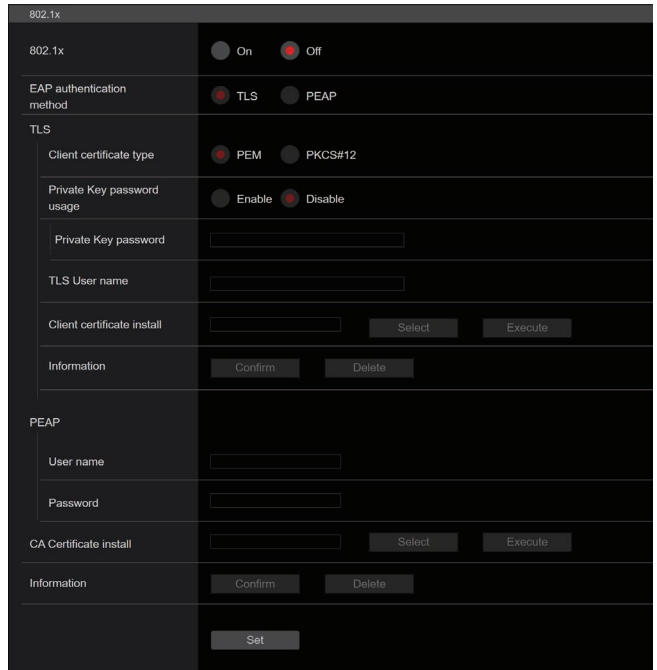 802.1x
802.1x On Off
EAP authentication
method TLS PEAP
TLS
Client certificate type PEM PKCS#12
Private Key password
usage Enable Disable
Private Key password
TLS User name
Client certificate install Select Execute
Information Confirm Delete
PEAP
User name
Password
CA Certificate install Select Execute
Information Confirm Delete
Set